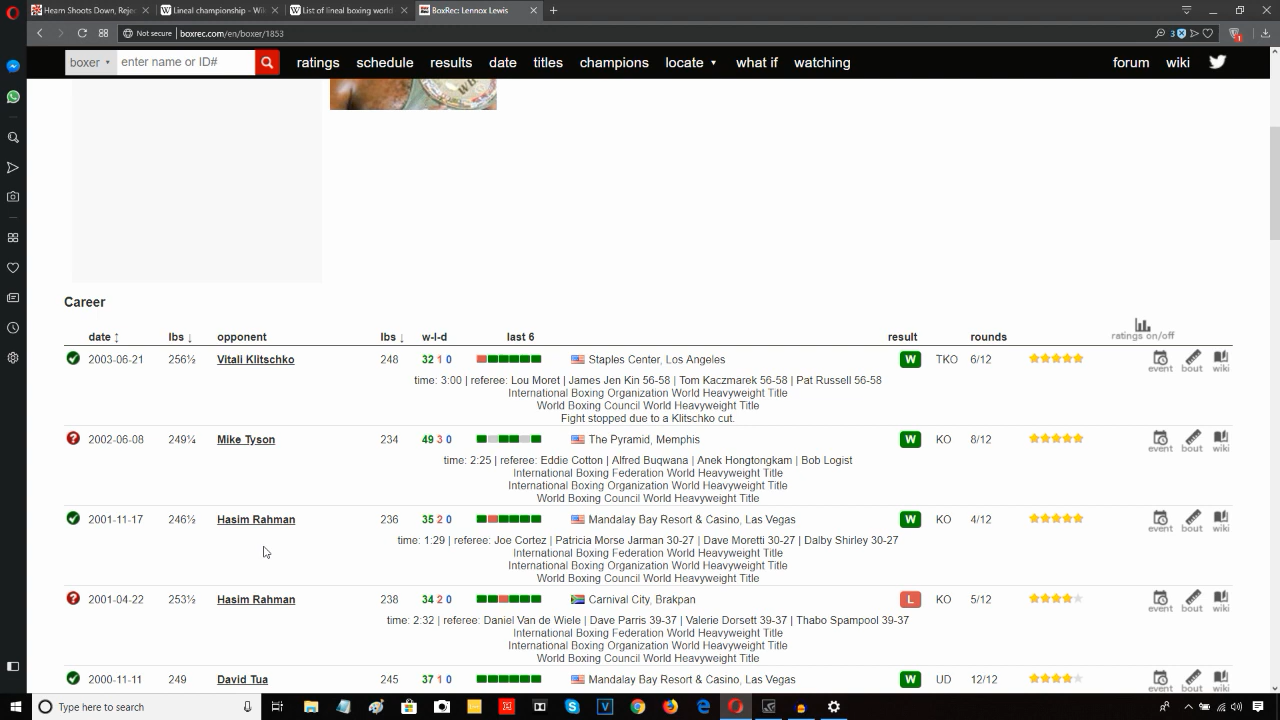 Hearn Shoots Down, Rejec
Lineal championship - Wiki
List of lineal boxing world
BoxRec: Lennox Lewis
Not secure
boxrec.com/en/boxer/1853
3
boxer
enter name or ID#
ratings
schedule
results
date
titles
champions
locate
what if
watching
forum
wiki
Career
ratings on/off
date
lbs
opponent
lbs
w-l-d
last 6
result
rounds
2003-06-21 256½ Vitali Klitschko 248 32 1 0 Staples Center, Los Angeles W TKO 6/12
event bout wiki
time: 3:00 | referee: Lou Moret | James Jen Kin 56-58 | Tom Kaczmarek 56-58 | Pat Russell 56-58
International Boxing Organization World Heavyweight Title
World Boxing Council World Heavyweight Title
Fight stopped due to a Klitschko cut.
2002-06-08 249¼ Mike Tyson 234 49 3 0 The Pyramid, Memphis W KO 8/12
event bout wiki
time: 2:25 | referee: Eddie Cotton | Alfred Buqwana | Anek Hongtongkam | Bob Logist
International Boxing Federation World Heavyweight Title
International Boxing Organization World Heavyweight Title
World Boxing Council World Heavyweight Title
2001-11-17 246½ Hasim Rahman 236 35 2 0 Mandalay Bay Resort & Casino, Las Vegas W KO 4/12
event bout wiki
time: 1:29 | referee: Joe Cortez | Patricia Morse Jarman 30-27 | Dave Moretti 30-27 | Dalby Shirley 30-27
International Boxing Federation World Heavyweight Title
International Boxing Organization World Heavyweight Title
World Boxing Council World Heavyweight Title
2001-04-22 253½ Hasim Rahman 238 34 2 0 Carnival City, Brakpan L KO 5/12
event bout wiki
time: 2:32 | referee: Daniel Van de Wiele | Dave Parris 39-37 | Valerie Dorsett 39-37 | Thabo Spampool 39-37
International Boxing Federation World Heavyweight Title
International Boxing Organization World Heavyweight Title
World Boxing Council World Heavyweight Title
2000-11-11 249 David Tua 245 37 1 0 Mandalay Bay Resort & Casino, Las Vegas W UD 12/12
event bout wiki
Type here to search